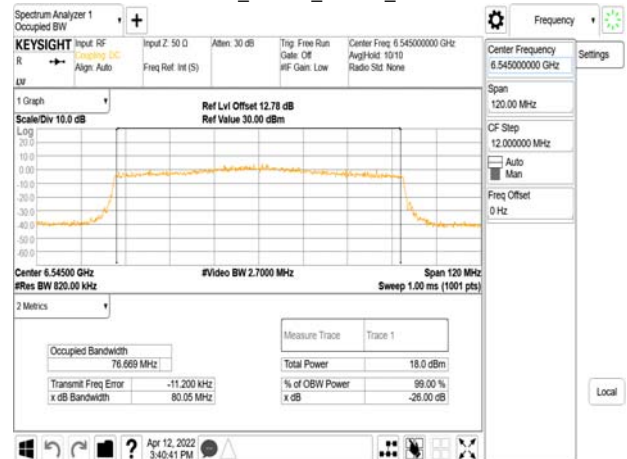 Spectrum Analyzer 1
Occupied BW
Frequency
KEYSIGHT
Input: RF
Coupling: DC
Align: Auto
Input Z: 50 Ω
Freq Ref: Int (S)
Atten: 30 dB
Trig: Free Run
Gate: Off
#IF Gain: Low
Center Freq: 6.545000000 GHz
Avg|Hold: 10/10
Radio Std: None
R
LV
Center Frequency
6.545000000 GHz
Settings
Span
120.00 MHz
CF Step
12.000000 MHz
Auto
Man
Freq Offset
0 Hz
1 Graph
Scale/Div 10.0 dB
Ref Lvl Offset 12.78 dB
Ref Value 30.00 dBm
Log
20.0
10.0
0.00
-10.0
-20.0
-30.0
-40.0
-50.0
-60.0
Center 6.54500 GHz
#Video BW 2.7000 MHz
Span 120 MHz
#Res BW 820.00 kHz
Sweep 1.00 ms (1001 pts)
2 Metrics
Measure Trace
Trace 1
Occupied Bandwidth
76.669 MHz
Total Power
18.0 dBm
Transmit Freq Error
-11.200 kHz
% of OBW Power
99.00 %
x dB Bandwidth
80.05 MHz
x dB
-26.00 dB
Local
?
Apr 12, 2022
3:40:41 PM